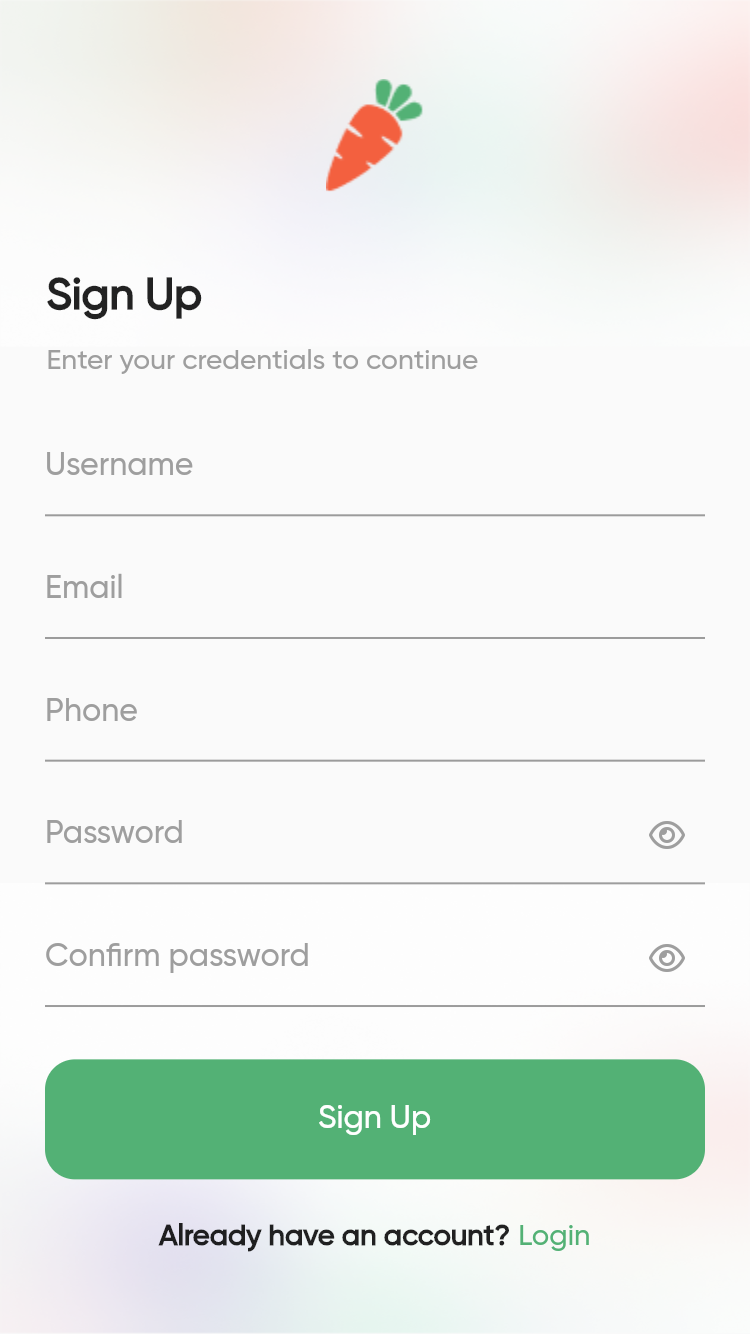 Sign Up
Enter your credentials to continue
Username
Email
Phone
Password
Confirm password
Sign Up
Already have an account? Login